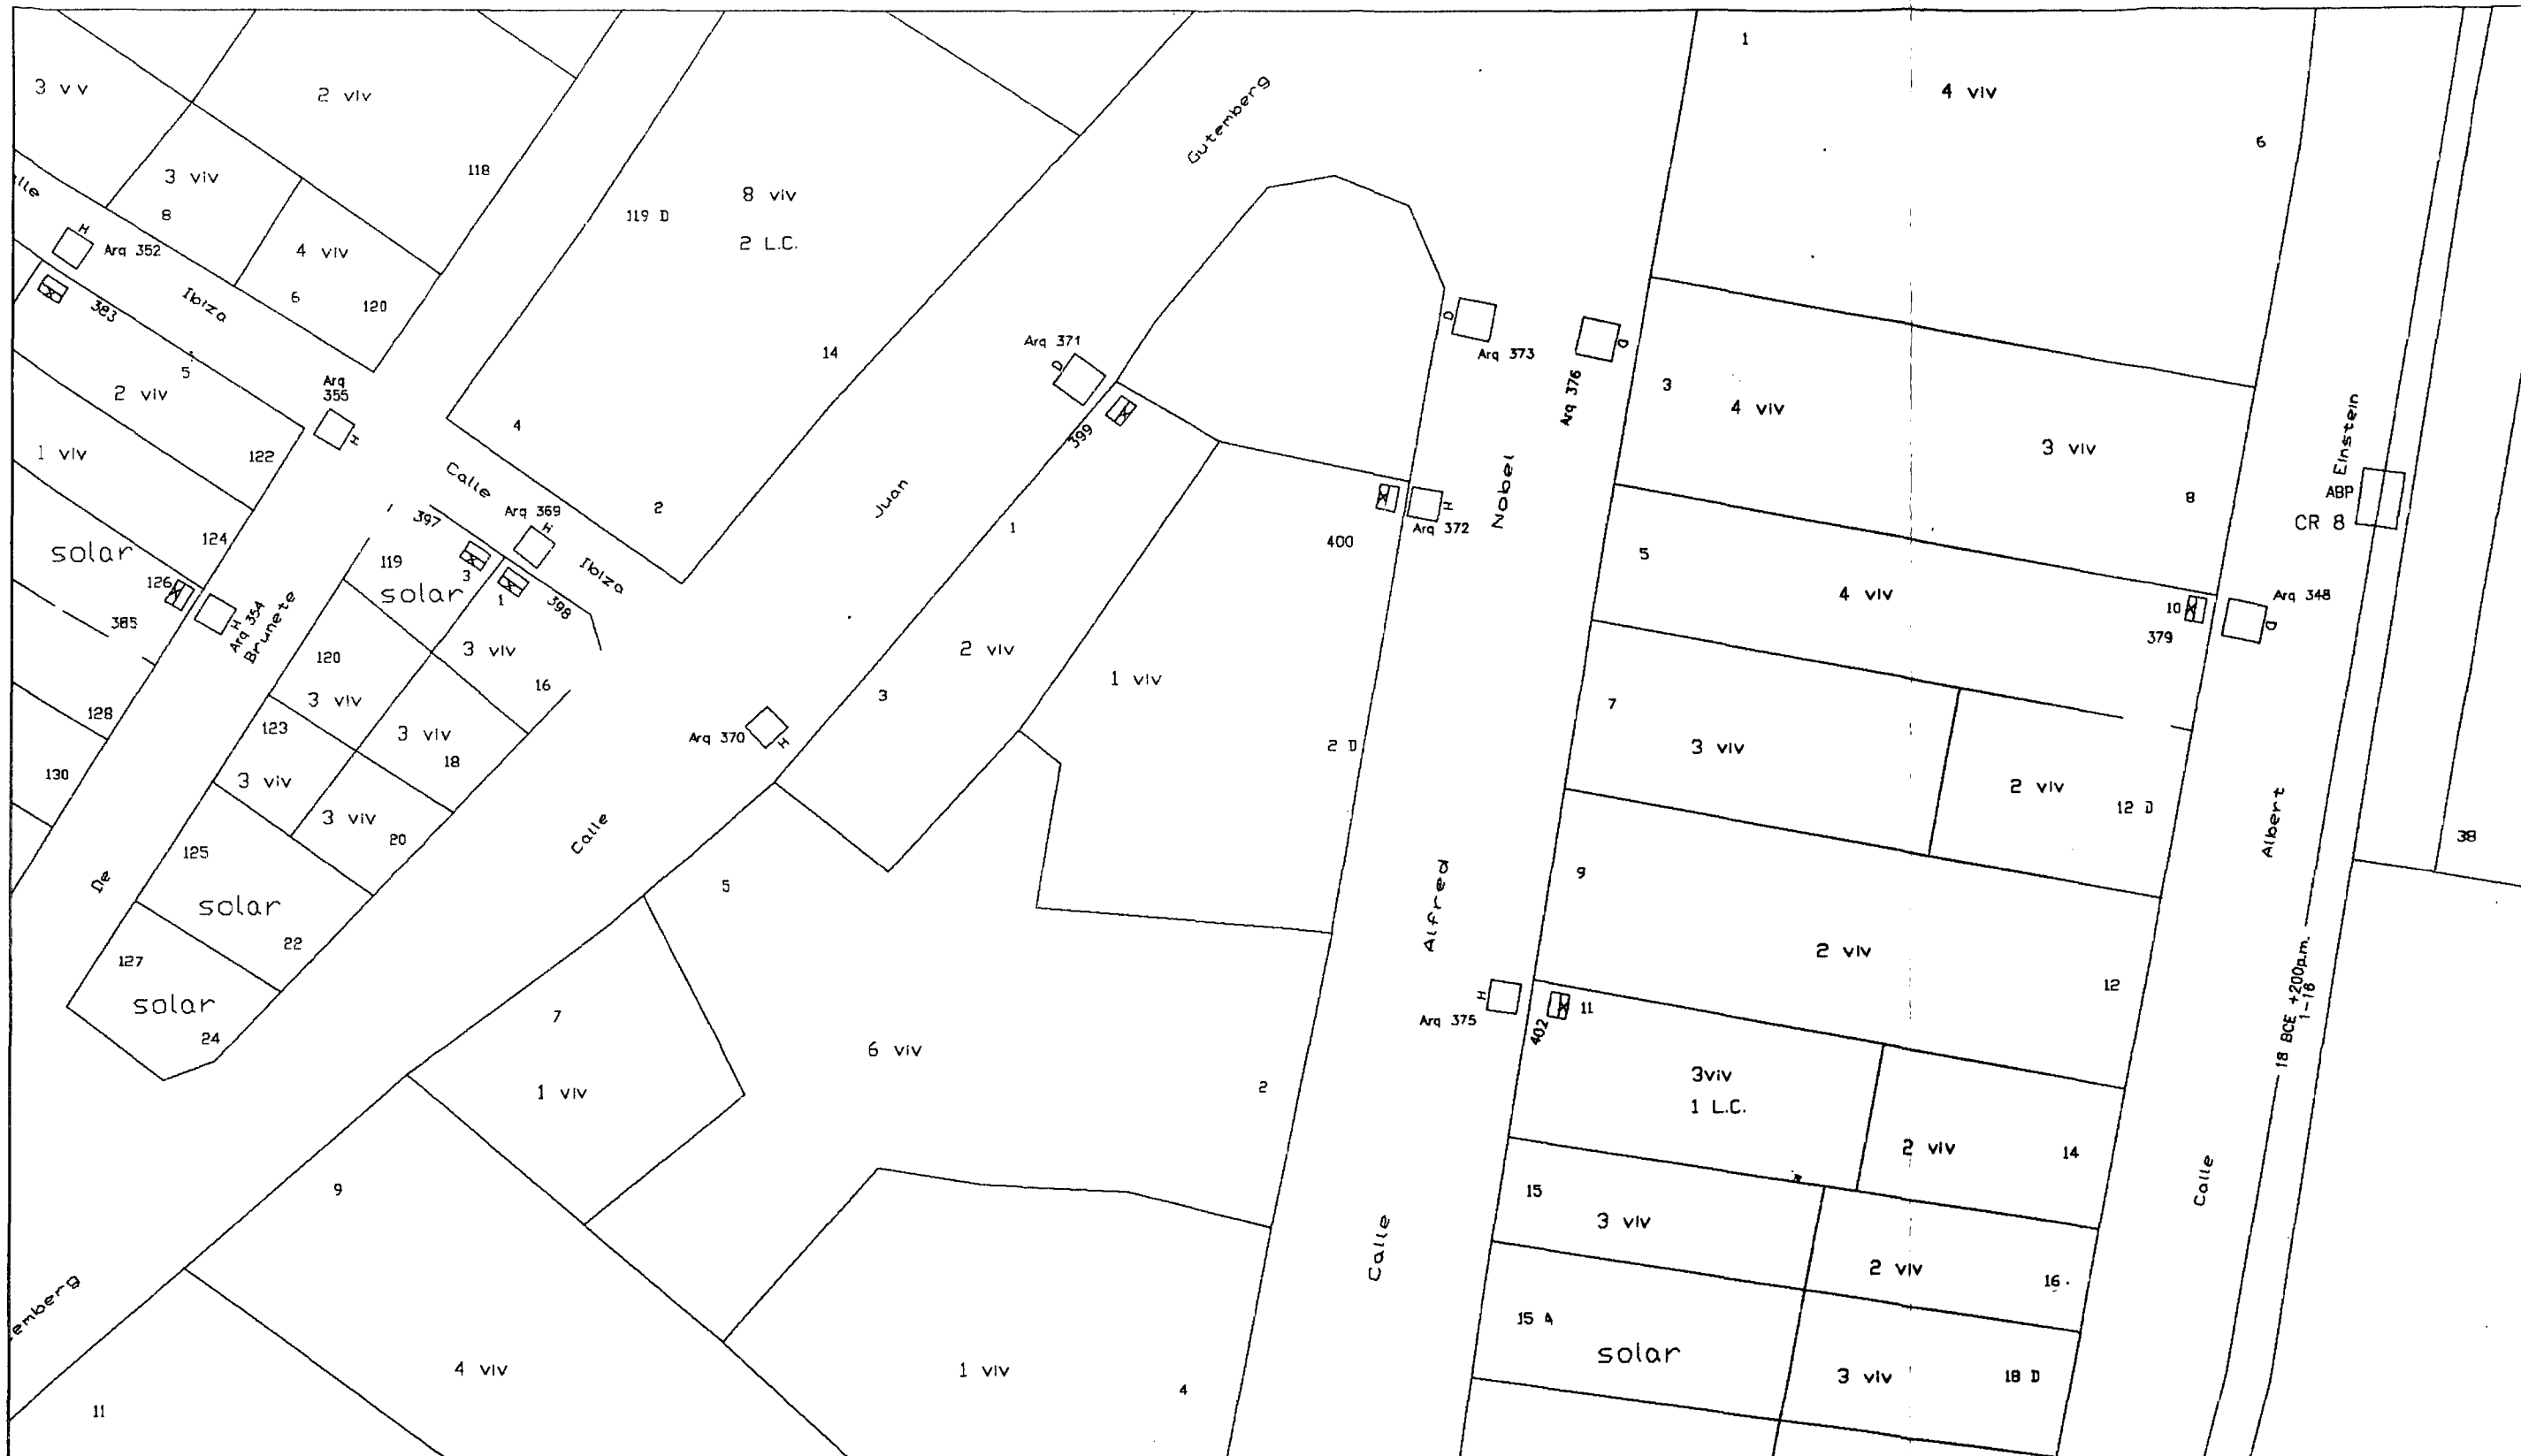 3 v v
2 viv
118
3 viv
8
4 viv
6
120
lle
Arq 352
Ibiza
383
5
2 viv
122
Arq
355
1 viv
124
solar
126
385
Arq 354
Brunete
128
130
De
119 D
8 viv
2 L.C.
14
4
2
Calle
Arq 369
Ibiza
397
119
3
solar
1
398
3 viv
16
120
3 viv
123
3 viv
18
3 viv
3 viv
20
125
solar
22
127
solar
24
Gutemberg
Juan
Calle
emberg
Arq 371
D
399
1
2 viv
3
Arq 370
H
1 viv
400
2 D
Arq 372
H
Arq 373
D
Arq 376
D
Nobel
Alfred
Calle
5
7
1 viv
6 viv
2
9
4 viv
11
1 viv
4
1
4 viv
6
3
4 viv
3 viv
8
5
4 viv
10
379
Arq 348
D
7
3 viv
2 viv
12 D
9
2 viv
12
H
Arq 375
402
11
3viv
1 L.C.
2 viv
14
15
3 viv
2 viv
16
15 A
solar
3 viv
18 D
Einstein
ABP
CR 8
Albert
Calle
18 BCE +200p.m.
1-18
38
H
H
H
H